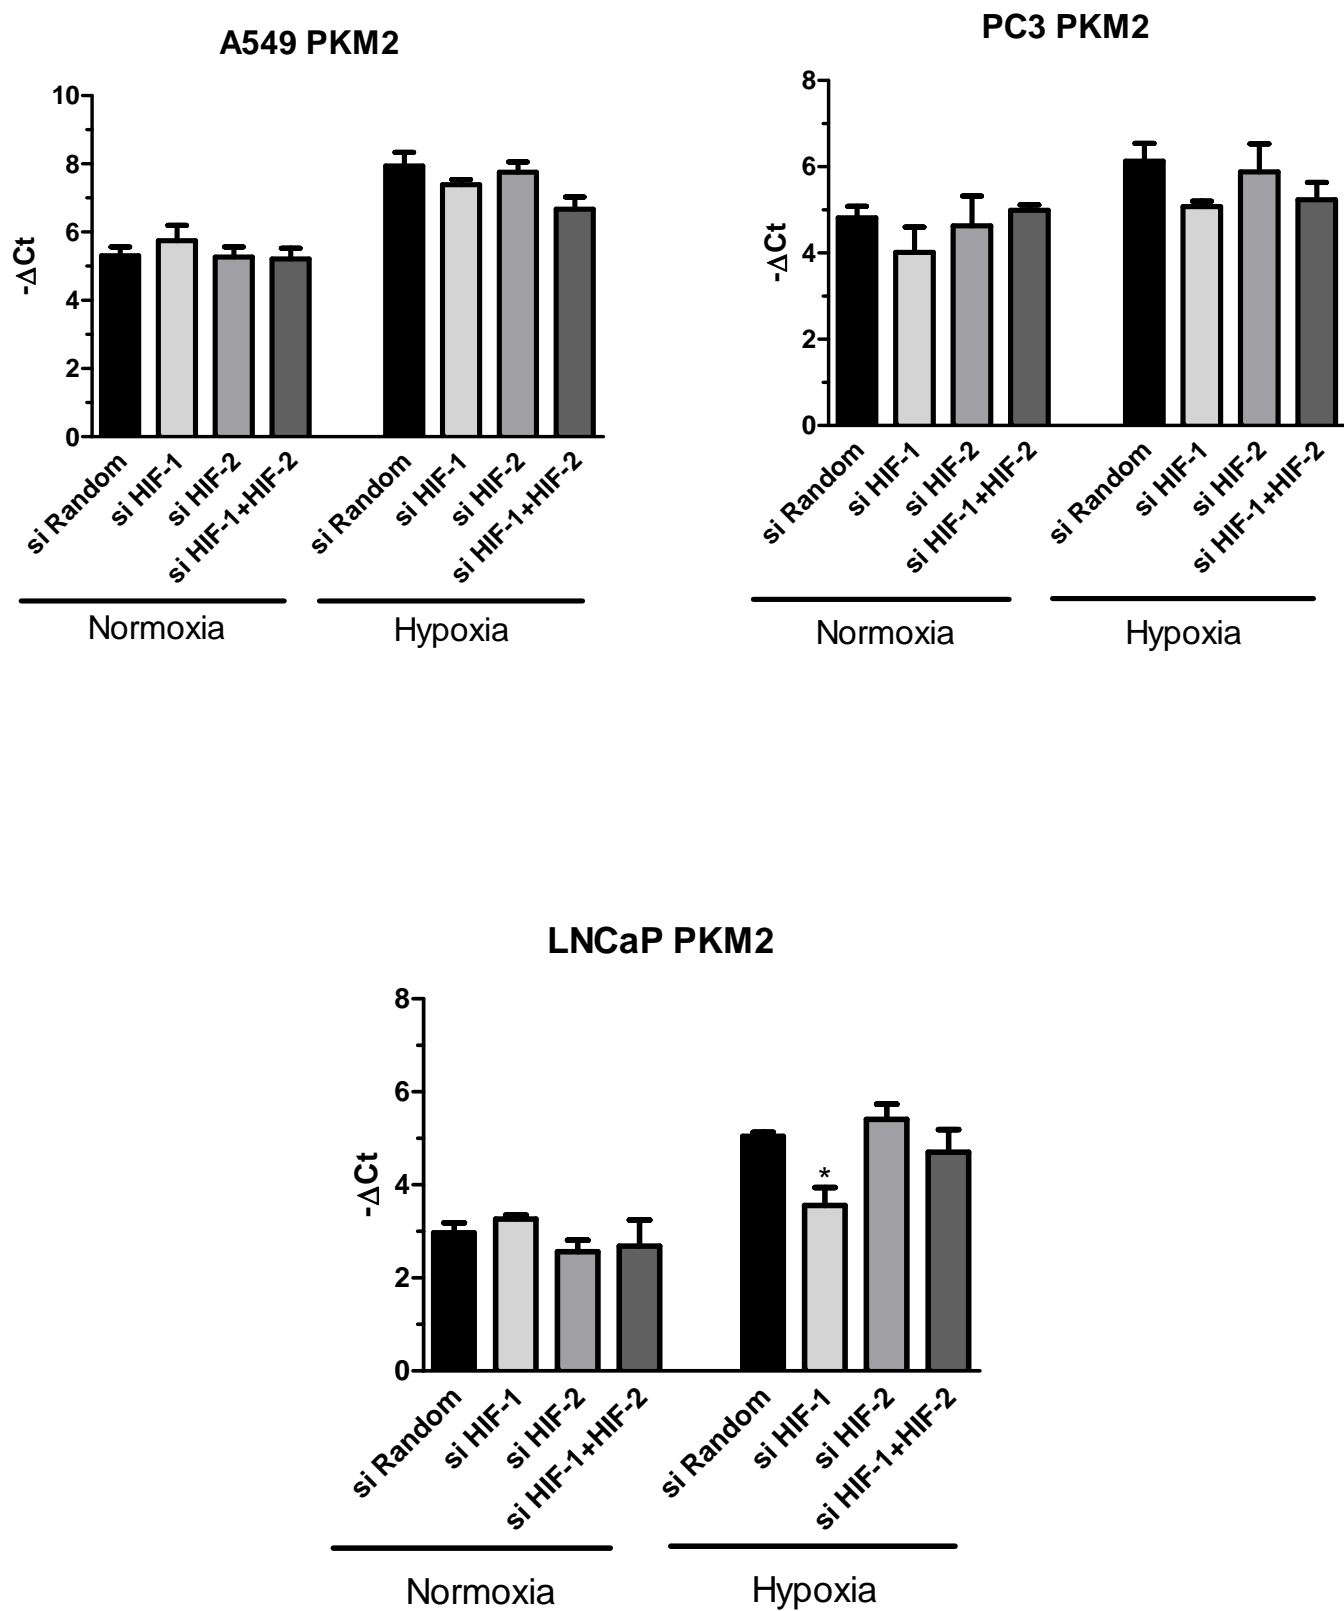 A549 PKM2
-ΔCt
10
8
6
4
2
0
si Random
si HIF-1
si HIF-2
si HIF-1+HIF-2
si Random
si HIF-1
si HIF-2
si HIF-1+HIF-2
Normoxia
Hypoxia
PC3 PKM2
-ΔCt
8
6
4
2
0
si Random
si HIF-1
si HIF-2
si HIF-1+HIF-2
si Random
si HIF-1
si HIF-2
si HIF-1+HIF-2
Normoxia
Hypoxia
LNCaP PKM2
-ΔCt
8
6
4
2
0
*
si Random
si HIF-1
si HIF-2
si HIF-1+HIF-2
si Random
si HIF-1
si HIF-2
si HIF-1+HIF-2
Normoxia
Hypoxia